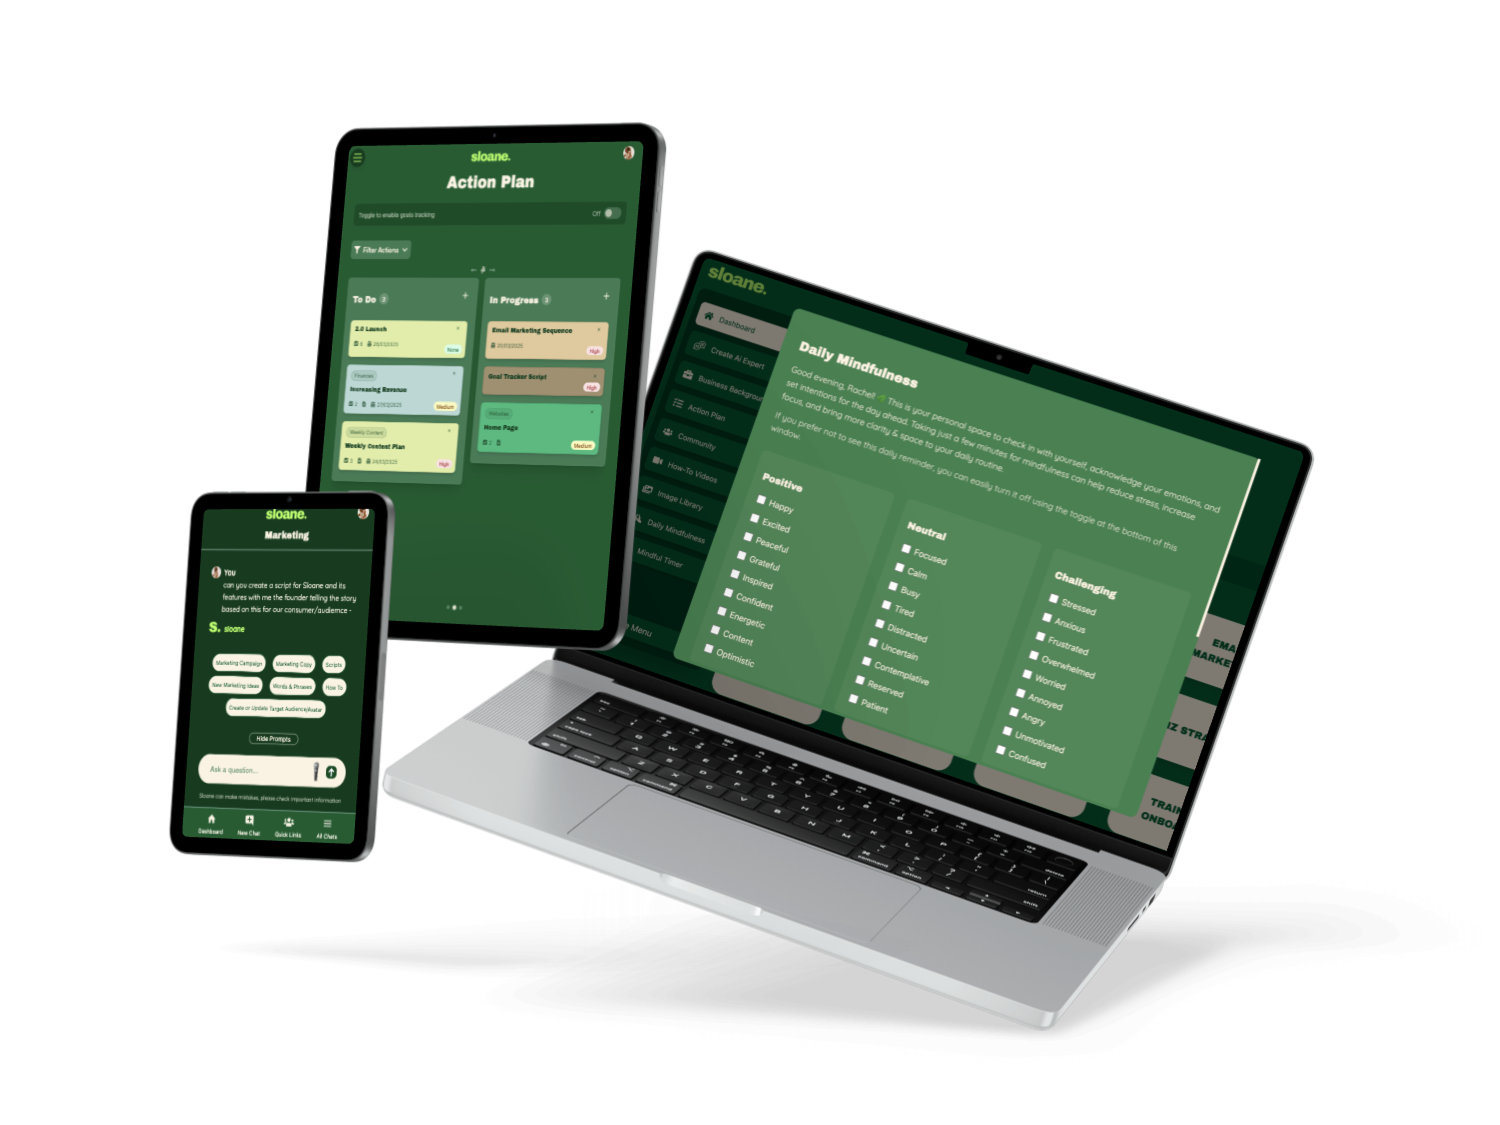 sloane.
Action Plan
Toggle to enable goals tracking
Off
Filter Actions
To Do 3
+
2.0 Launch
None
Finances
Increasing Revenue
Medium
Weekly Content
Weekly Content Plan
High
In Progress 3
+
Email Marketing Sequence
High
Goal Tracker Script
High
Websites
Home Page
Medium
sloane.
Marketing
You
can you create a script for Sloane and its
features with me the founder telling the story
based on this for our consumer/audiemce -
S. sloane
Marketing Campaign
Marketing Copy
Scripts
New Marketing Ideas
Words & Phrases
How To
Create or Update Target Audience/Avatar
Hide Prompts
Ask a question...
Sloane can make mistakes, please check important information
Dashboard
New Chat
Quick Links
All Chats
sloane.
Dashboard
Create AI Expert
Business Backgroun
Action Plan
Community
How-To Videos
Image Library
Daily Mindfulness
Mindful Timer
Menu
Daily Mindfulness
Good evening, Rachel! This is your personal space to check in with yourself, acknowledge your emotions, and
set intentions for the day ahead. Taking just a few minutes for mindfulness can help reduce stress, increase
focus, and bring more clarity & space to your daily routine.
If you prefer not to see this daily reminder, you can easily turn it off using the toggle at the bottom of this
window.
Positive
Happy
Excited
Peaceful
Grateful
Inspired
Confident
Energetic
Content
Optimistic
Neutral
Focused
Calm
Busy
Tired
Distracted
Uncertain
Contemplative
Reserved
Patient
Challenging
Stressed
Anxious
Frustrated
Overwhelmed
Worried
Annoyed
Angry
Unmotivated
Confused
EMA
MARKE
IZ STRA
TRAIN
ONBOA